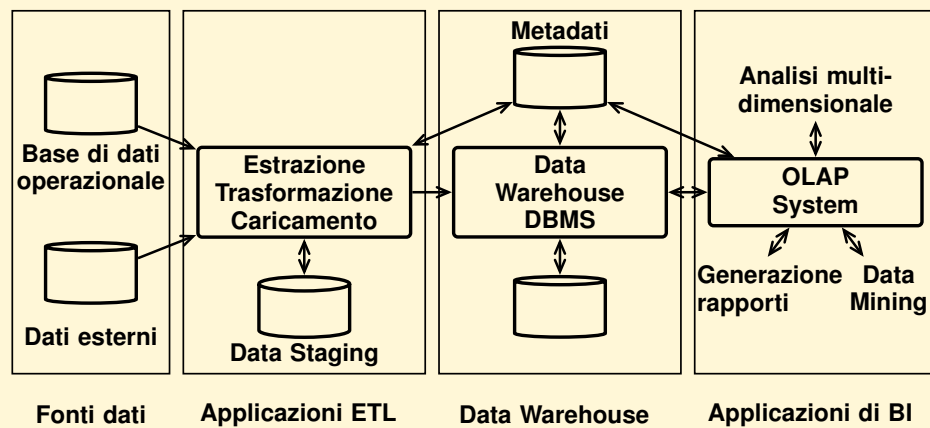 Metadati
Analisi multi-
dimensionale
Base di dati
operazionale
Estrazione
Trasformazione
Caricamento
Data
Warehouse
DBMS
OLAP
System
Dati esterni
Data Staging
Generazione
rapporti
Data
Mining
Fonti dati
Applicazioni ETL
Data Warehouse
Applicazioni di BI